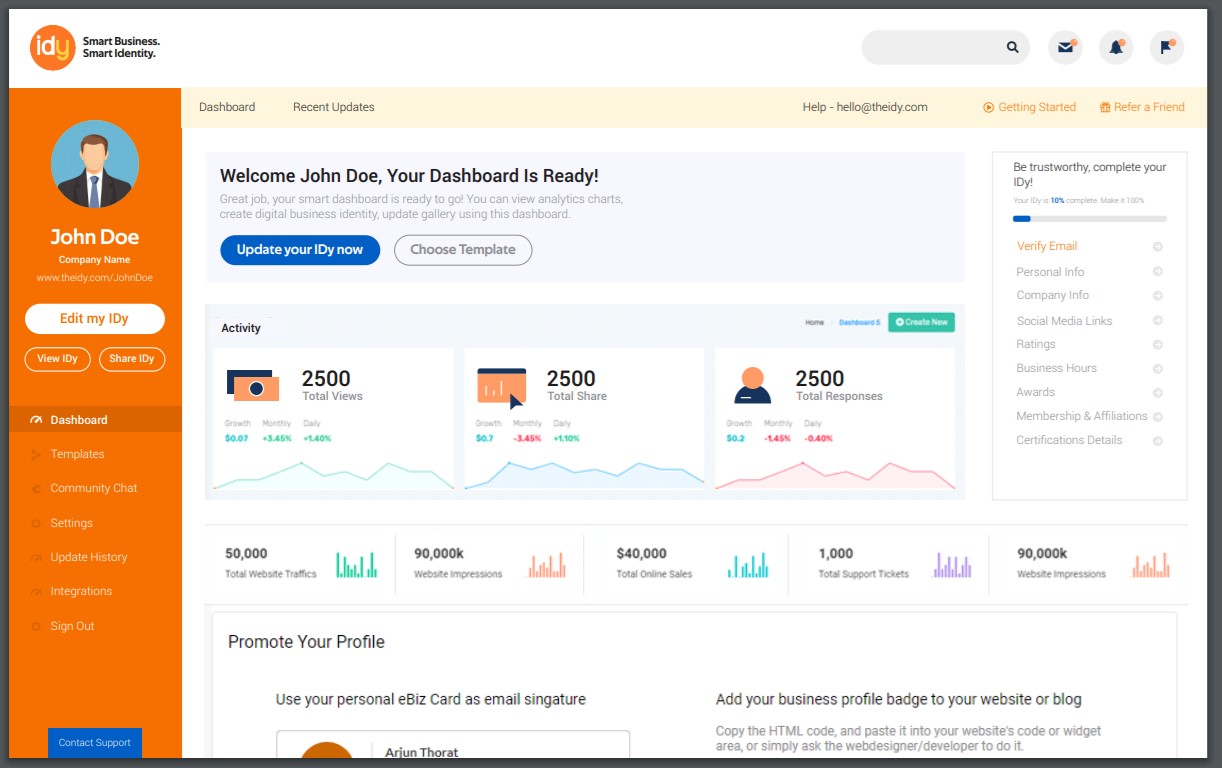 idy
Smart Business.
Smart Identity.
Dashboard
Recent Updates
Help - hello@theidy.com
Getting Started
Refer a Friend
John Doe
Company Name
www.theidy.com/JohnDoe
Edit my IDy
View IDy
Share IDy
Dashboard
Templates
Community Chat
Settings
Update History
Integrations
Sign Out
Contact Support
Welcome John Doe, Your Dashboard Is Ready!
Great job, your smart dashboard is ready to go! You can view analytics charts,
create digital business identity, update gallery using this dashboard.
Update your IDy now
Choose Template
Be trustworthy, complete your
IDy!
Your IDy is 10% complete. Make it 100%
Verify Email
Personal Info
Company Info
Social Media Links
Ratings
Business Hours
Awards
Membership & Affiliations
Certifications Details
Activity
Home
Dashboard 5
Create New
2500
Total Views
Growth Monthly Daily
$0.07 +3.45% +1.40%
2500
Total Share
Growth Monthly Daily
$0.7 -3.45% +1.10%
2500
Total Responses
Growth Monthly Daily
$0.2 -1.45% -0.40%
50,000
Total Website Traffics
90,000k
Website Impressions
$40,000
Total Online Sales
1,000
Total Support Tickets
90,000k
Website Impressions
Promote Your Profile
Use your personal eBiz Card as email singature
Arjun Thorat
Add your business profile badge to your website or blog
Copy the HTML code, and paste it into your website's code or widget
area, or simply ask the webdesigner/developer to do it.